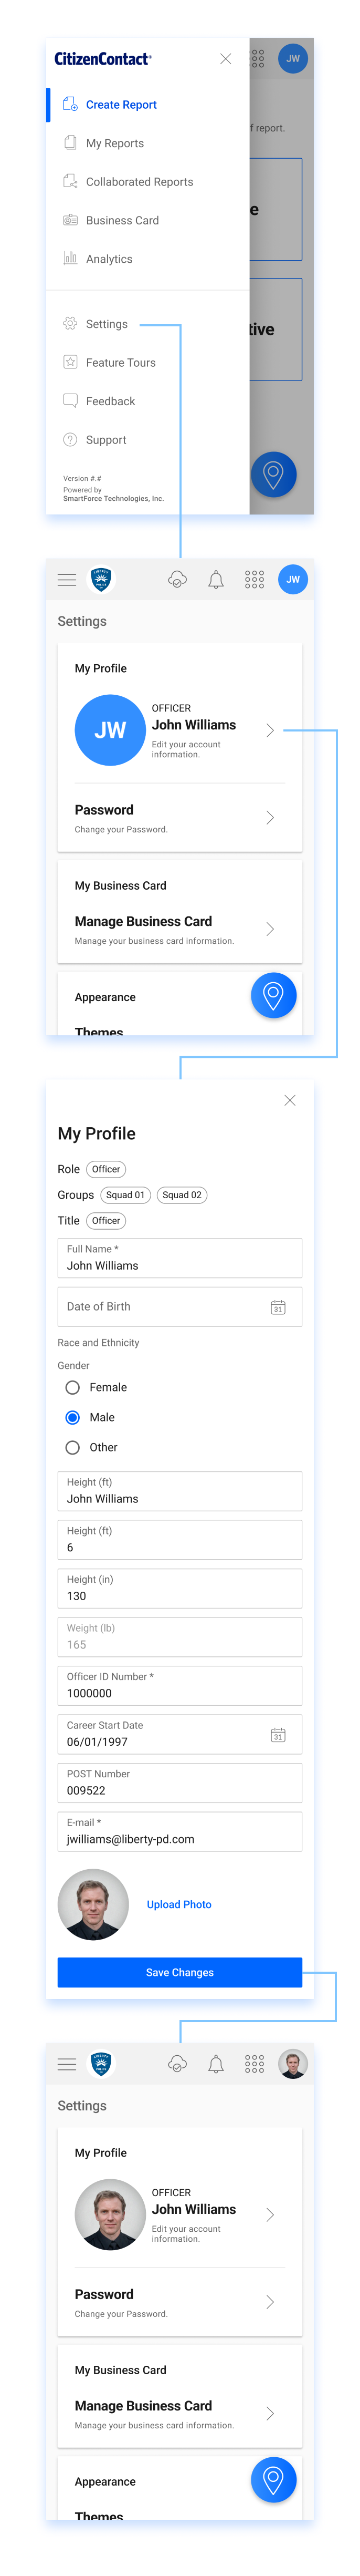 CitizenContact
JW
Create Report
f report.
My Reports
Collaborated Reports
e
Business Card
Analytics
Settings
tive
Feature Tours
Feedback
Support
Version #.#
Powered by
SmartForce Technologies, Inc.
LIBERTY
POLICE
JW
Settings
My Profile
JW
OFFICER
John Williams
Edit your account
information.
Password
Change your Password.
My Business Card
Manage Business Card
Manage your business card information.
Appearance
Themes
My Profile
Role Officer
Groups Squad 01 Squad 02
Title Officer
Full Name *
John Williams
Date of Birth
31
Race and Ethnicity
Gender
Female
Male
Other
Height (ft)
John Williams
Height (ft)
6
Height (in)
130
Weight (lb)
165
Officer ID Number *
1000000
Career Start Date
06/01/1997
31
POST Number
009522
E-mail *
jwilliams@liberty-pd.com
Upload Photo
Save Changes
LIBERTY
POLICE
Settings
My Profile
OFFICER
John Williams
Edit your account
information.
Password
Change your Password.
My Business Card
Manage Business Card
Manage your business card information.
Appearance
Themes